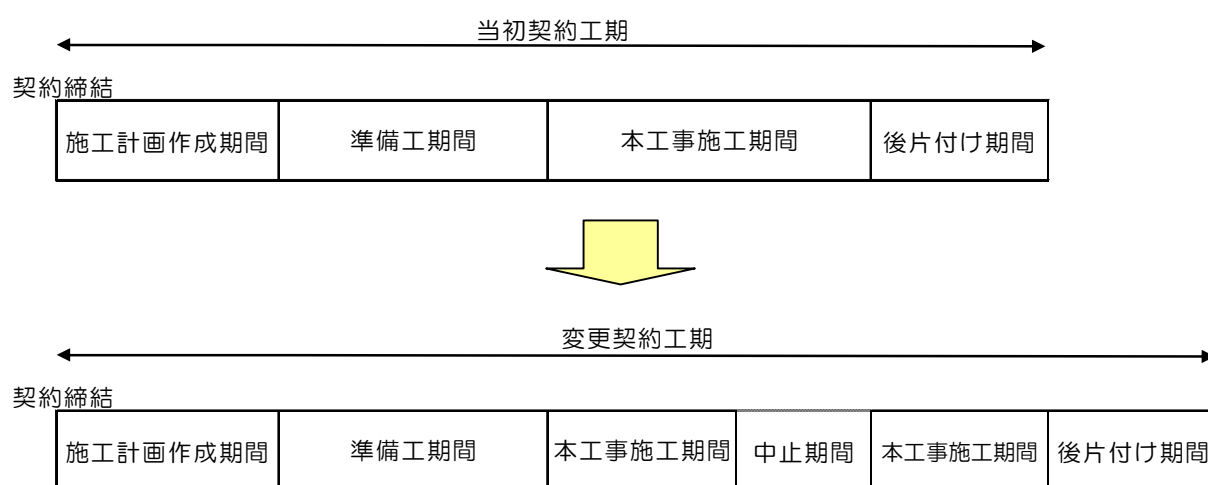 当初契約工期
契約締結
施工計画作成期間 準備工期間 本工事施工期間 後片付け期間
変更契約工期
契約締結
施工計画作成期間 準備工期間 本工事施工期間 中止期間 本工事施工期間 後片付け期間